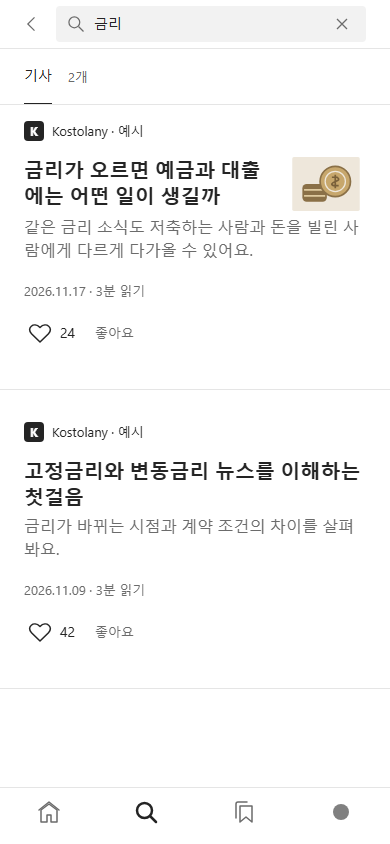 금리
기사 2개
K Kostolany · 예시
금리가 오르면 예금과 대출
에는 어떤 일이 생길까
같은 금리 소식도 저축하는 사람과 돈을 빌린 사
람에게 다르게 다가올 수 있어요.
2026.11.17 · 3분 읽기
24 좋아요
K Kostolany · 예시
고정금리와 변동금리 뉴스를 이해하는
첫걸음
금리가 바뀌는 시점과 계약 조건의 차이를 살펴
봐요.
2026.11.09 · 3분 읽기
42 좋아요